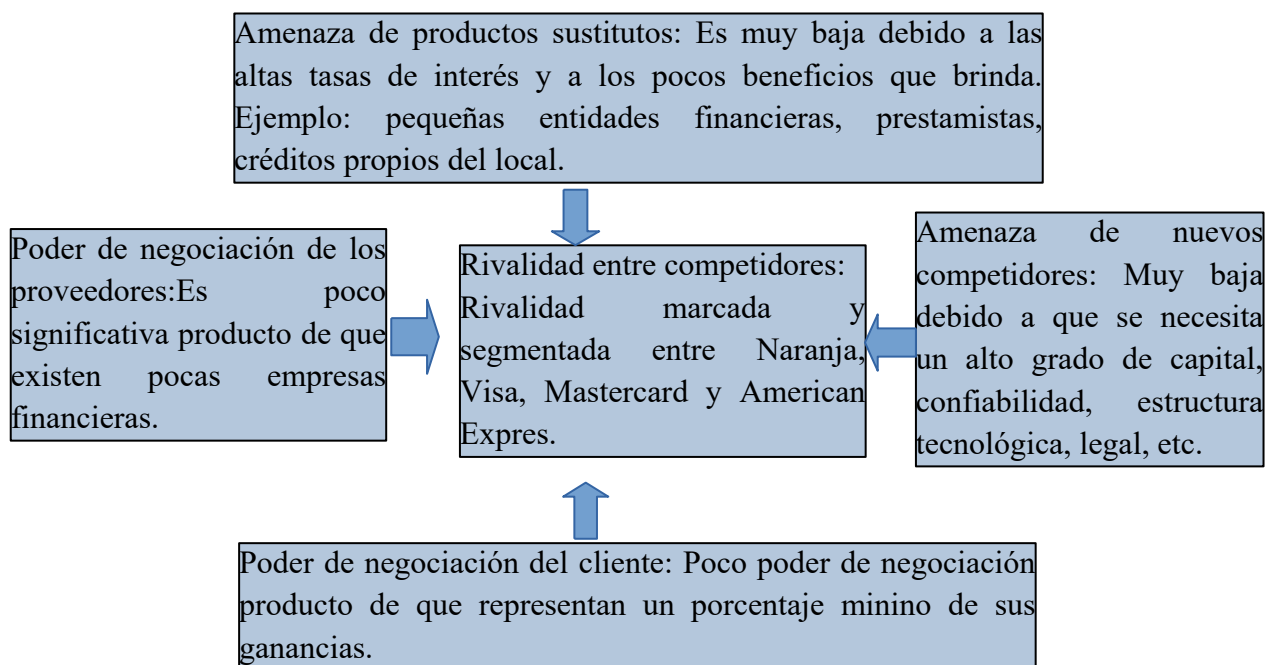 Amenaza de productos sustitutos: Es muy baja debido a las
altas tasas de interés y a los pocos beneficios que brinda.
Ejemplo: pequeñas entidades financieras, prestamistas,
créditos propios del local.
Poder de negociación de los
proveedores:Es poco
significativa producto de que
existen pocas empresas
financieras.
Rivalidad entre competidores:
Rivalidad marcada y
segmentada entre Naranja,
Visa, Mastercard y American
Expres.
Amenaza de nuevos
competidores: Muy baja
debido a que se necesita
un alto grado de capital,
confiabilidad, estructura
tecnológica, legal, etc.
Poder de negociación del cliente: Poco poder de negociación
producto de que representan un porcentaje minino de sus
ganancias.